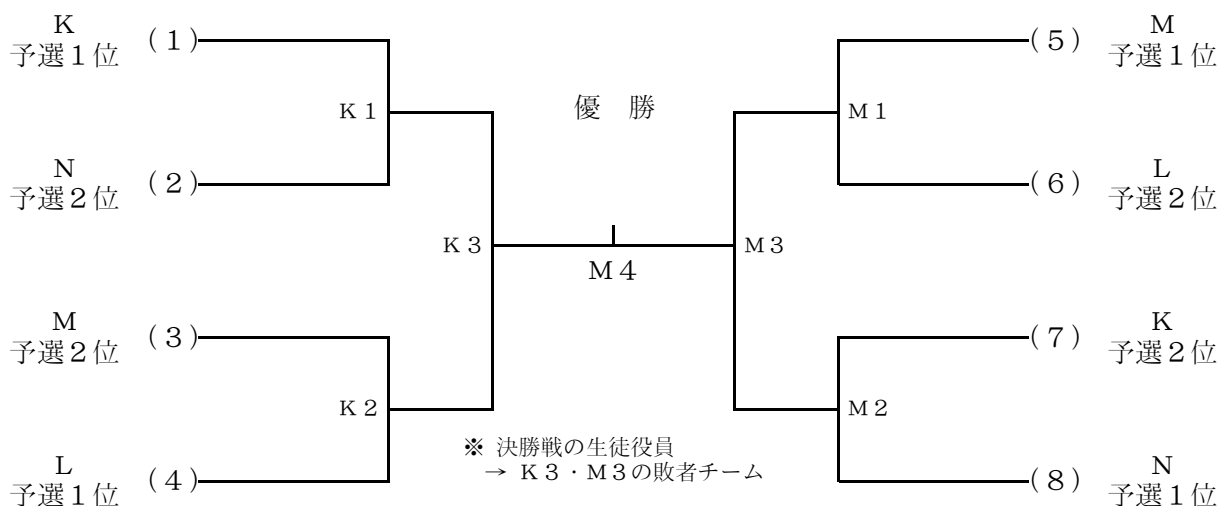 K
予選１位
(１)
K１
N
予選２位
(２)
K３
M
予選２位
(３)
K２
L
予選１位
(４)
優　勝
M４
※ 決勝戦の生徒役員
→ K３・M３の敗者チーム
(５)
M
予選１位
M１
(６)
L
予選２位
M３
(７)
K
予選２位
M２
(８)
N
予選１位